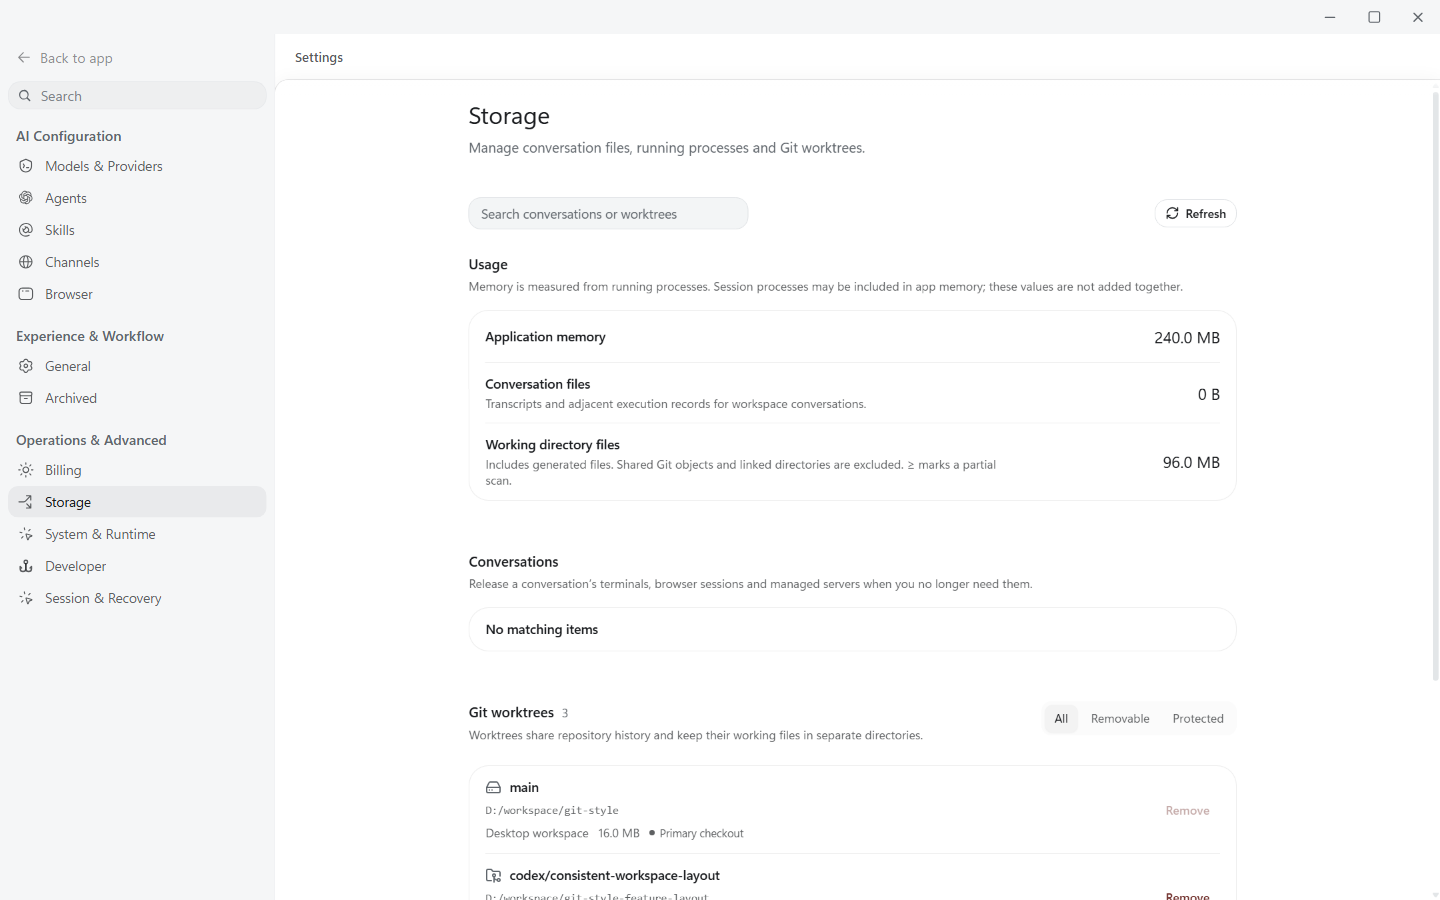 Back to app
Search
AI Configuration
Models & Providers
Agents
Skills
Channels
Browser
Experience & Workflow
General
Archived
Operations & Advanced
Billing
Storage
System & Runtime
Developer
Session & Recovery
Settings
Storage
Manage conversation files, running processes and Git worktrees.
Search conversations or worktrees
Refresh
Usage
Memory is measured from running processes. Session processes may be included in app memory; these values are not added together.
Application memory
240.0 MB
Conversation files
Transcripts and adjacent execution records for workspace conversations.
0 B
Working directory files
Includes generated files. Shared Git objects and linked directories are excluded. ≥ marks a partial
scan.
96.0 MB
Conversations
Release a conversation's terminals, browser sessions and managed servers when you no longer need them.
No matching items
Git worktrees 3
All Removable Protected
Worktrees share repository history and keep their working files in separate directories.
main
D:/workspace/git-style
Remove
Desktop workspace 16.0 MB • Primary checkout
codex/consistent-workspace-layout
D:/workspace/git-style-feature-layout
Remove